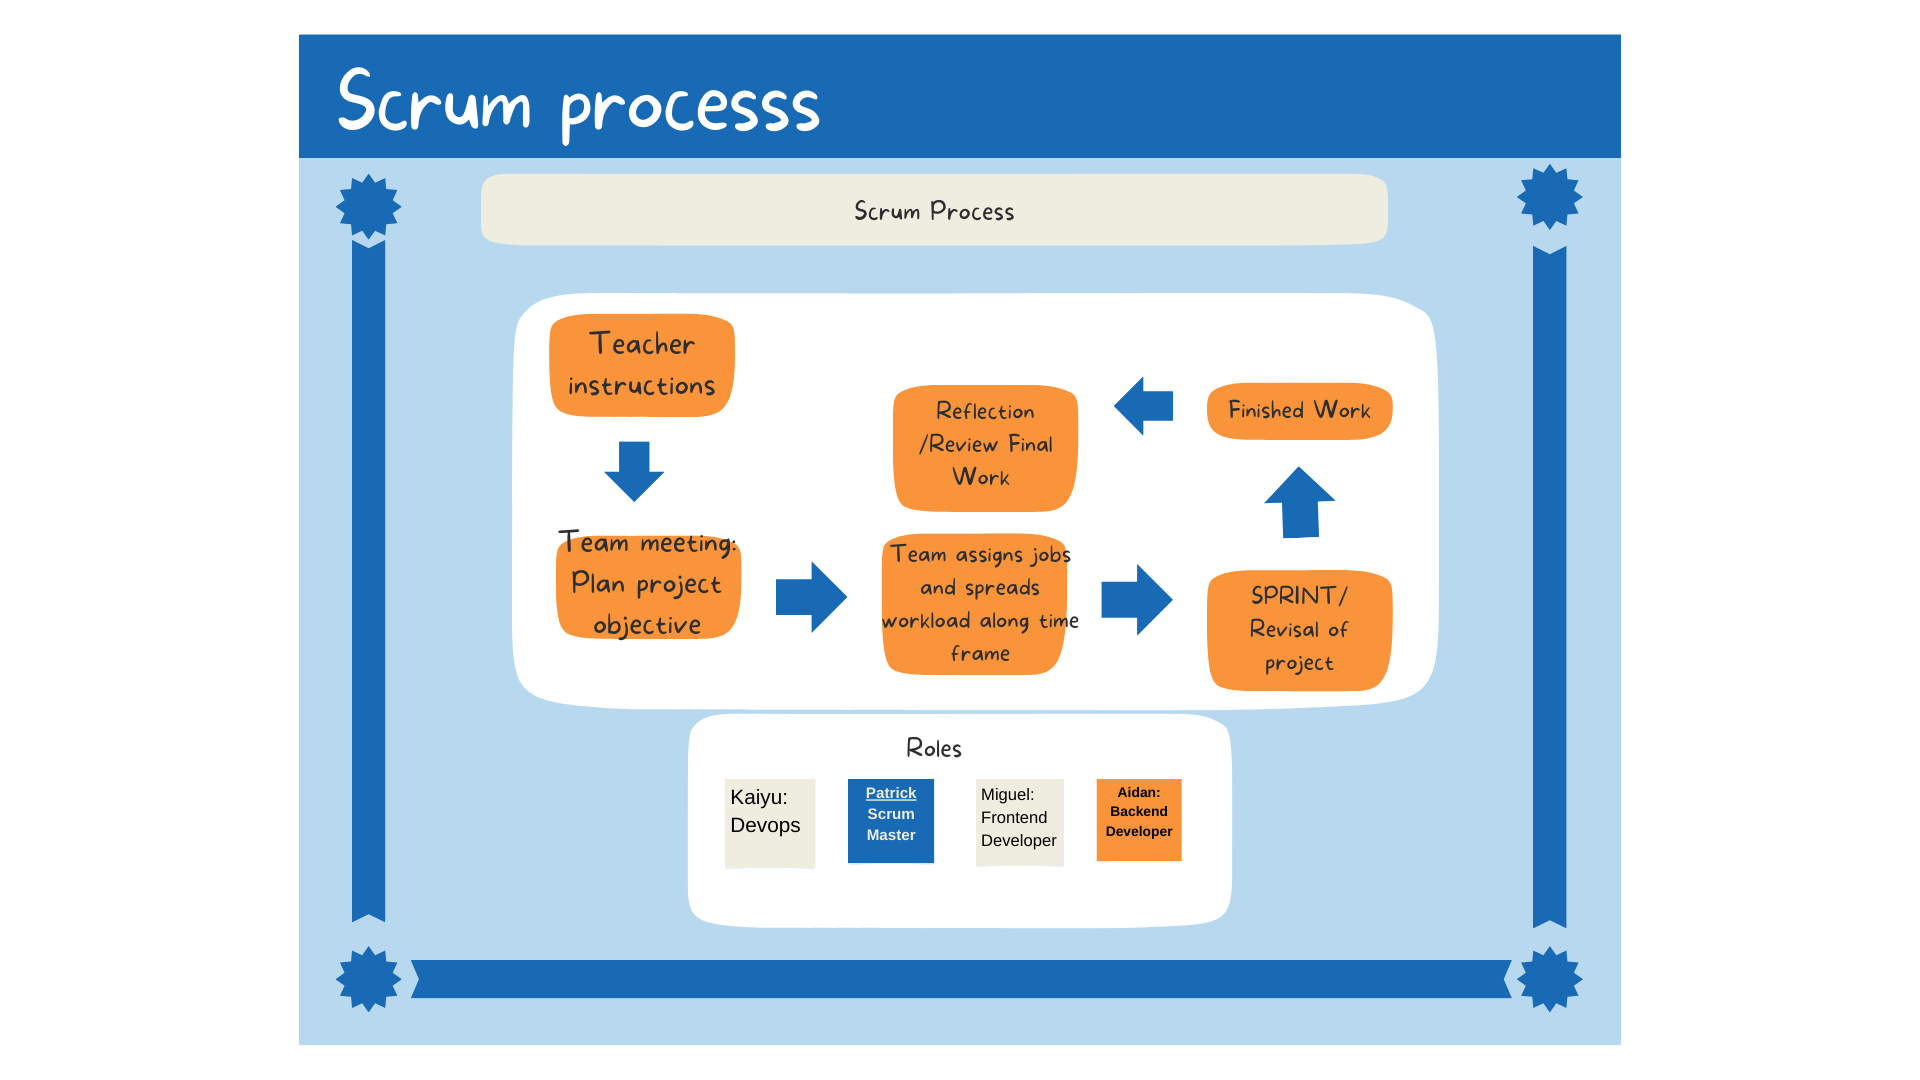 Scrum processs
Scrum Process
Teacher
instructions
Team meeting:
Plan project
objective
Team assigns jobs
and spreads
workload along time
frame
SPRINT/
Revisal of
project
Finished Work
Reflection
/Review Final
Work
Roles
Kaiyu:
Devops
Patrick
Scrum
Master
Miguel:
Frontend
Developer
Aidan:
Backend
Developer